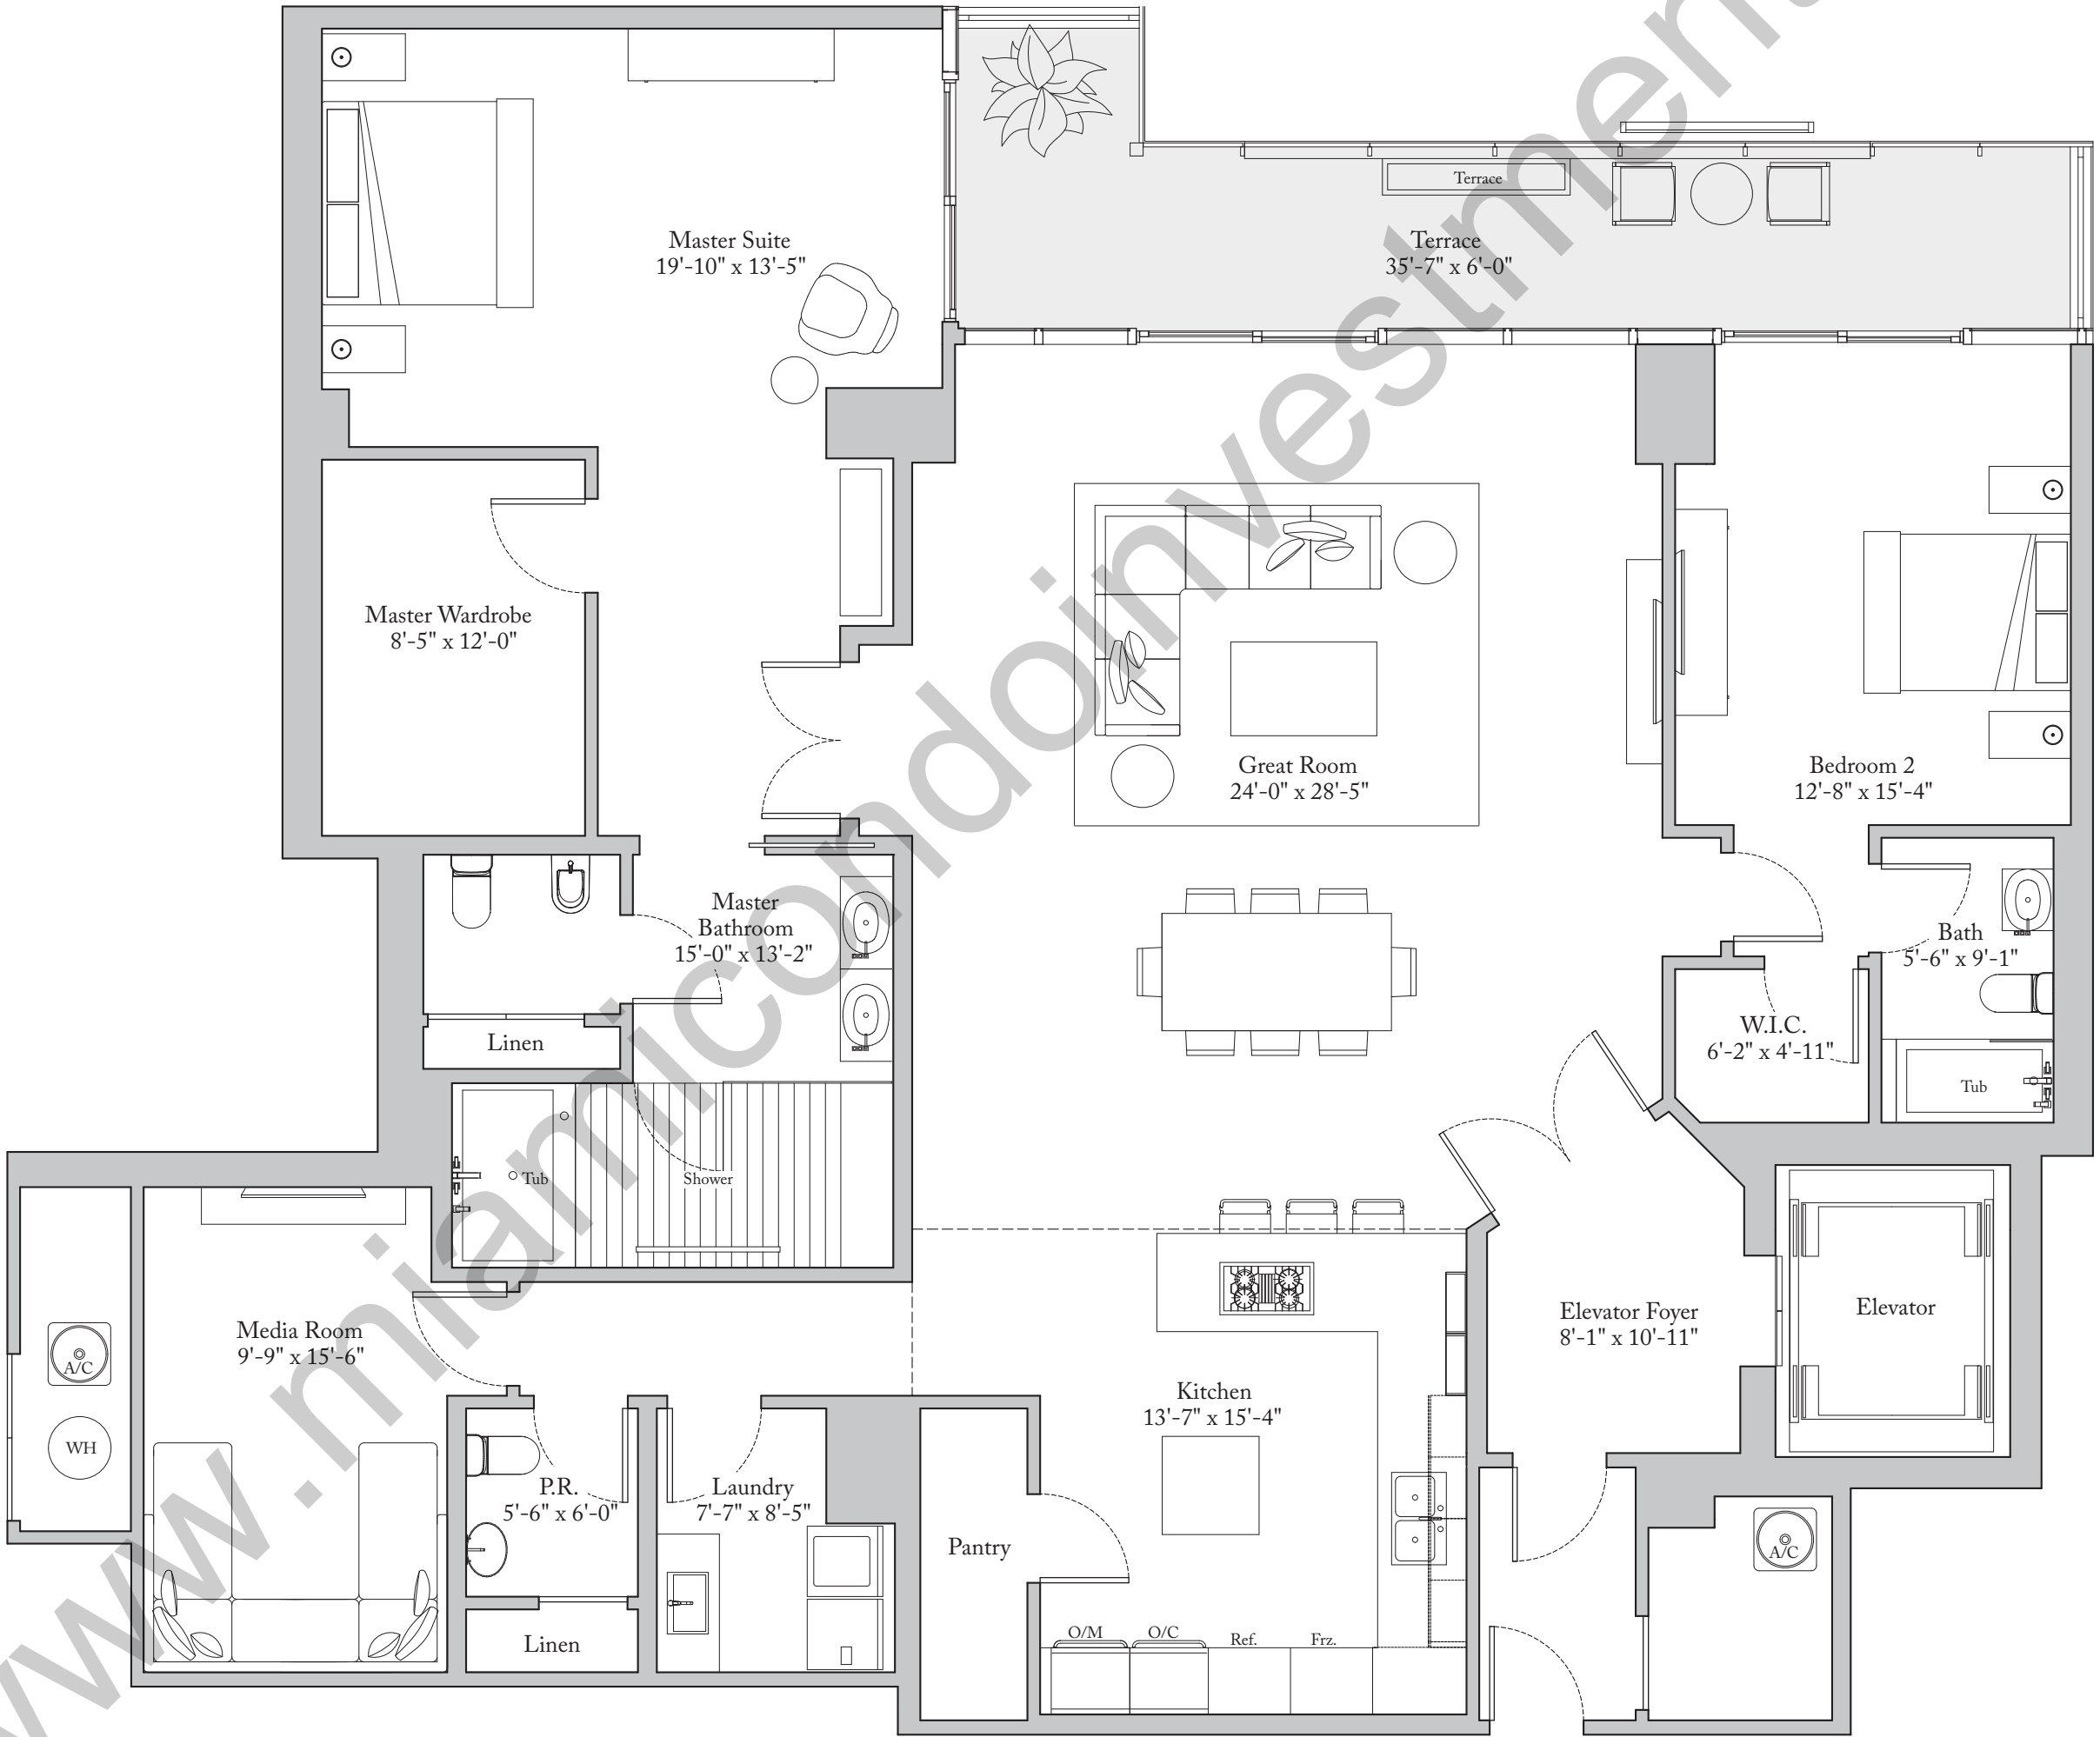 Terrace
Master Suite
19'-10" x 13'-5"
Terrace
35'-7" x 6'-0"
Master Wardrobe
8'-5" x 12'-0"
Great Room
24'-0" x 28'-5"
Bedroom 2
12'-8" x 15'-4"
Master
Bathroom
15'-0" x 13'-2"
Bath
5'-6" x 9'-1"
Linen
W.I.C.
6'-2" x 4'-11"
Tub
Tub
Shower
Media Room
9'-9" x 15'-6"
A/C
WH
Elevator Foyer
8'-1" x 10'-11"
Elevator
Kitchen
13'-7" x 15'-4"
P.R.
5'-6" x 6'-0"
Laundry
7'-7" x 8'-5"
Pantry
A/C
Linen
O/M
O/C
Ref.
Frz.
www.miamicondoinvestmen